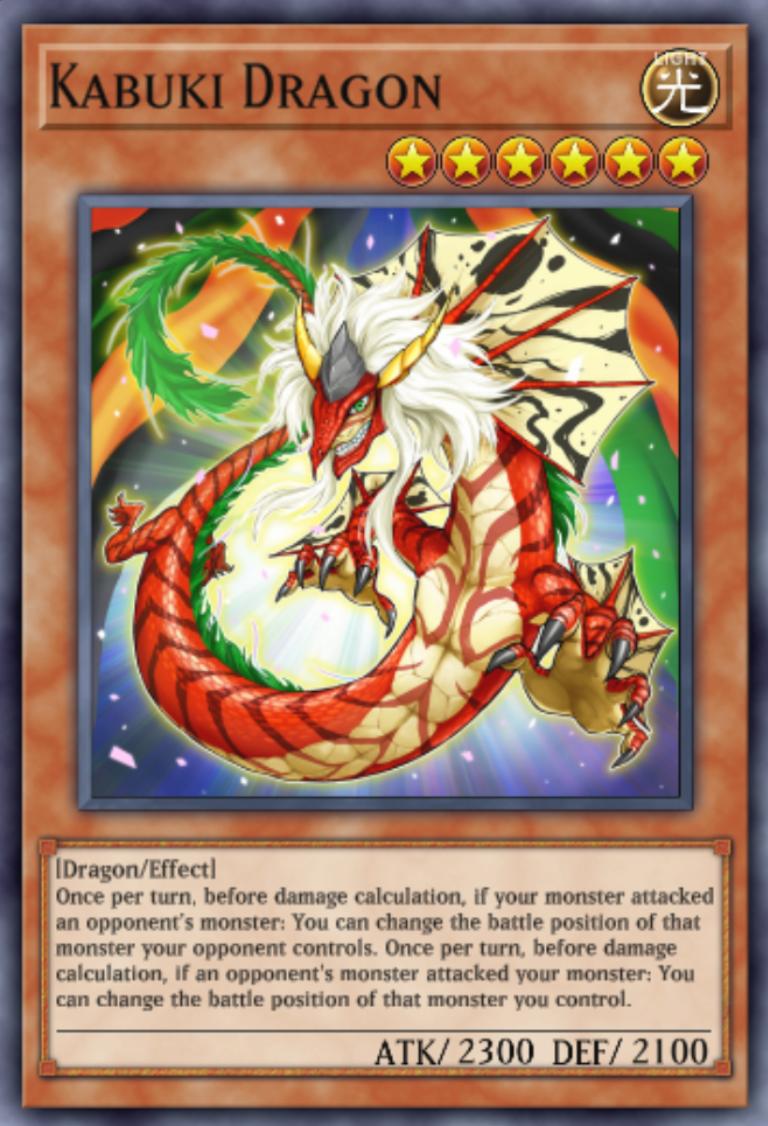 KABUKI DRAGON
LIGHT
光
[Dragon/Effect]
Once per turn, before damage calculation, if your monster attacked
an opponent's monster: You can change the battle position of that
monster your opponent controls. Once per turn, before damage
calculation, if an opponent's monster attacked your monster: You
can change the battle position of that monster you control.
ATK/ 2300 DEF/ 2100